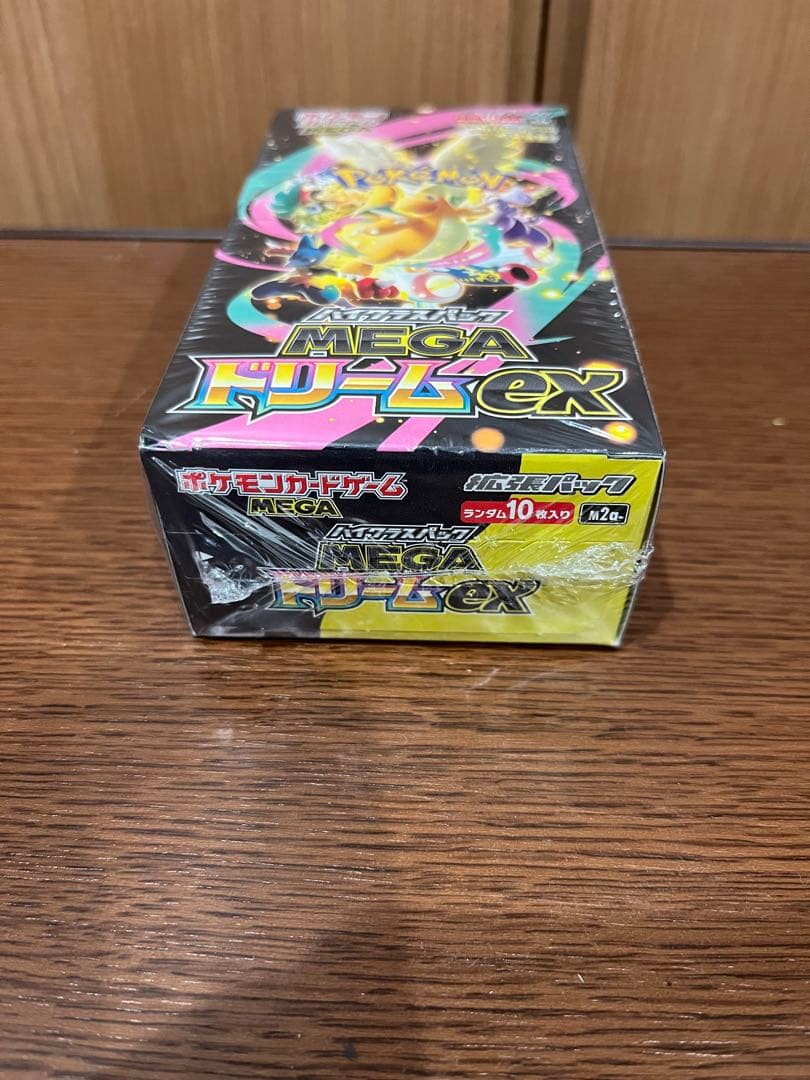 POKÉMON
ハイクラスパック
MEGA
ドリームex
ポケモンカードゲーム
MEGA
拡張パック
ランダム10枚入り
M2a
ハイクラスパック
MEGA
ドリームex